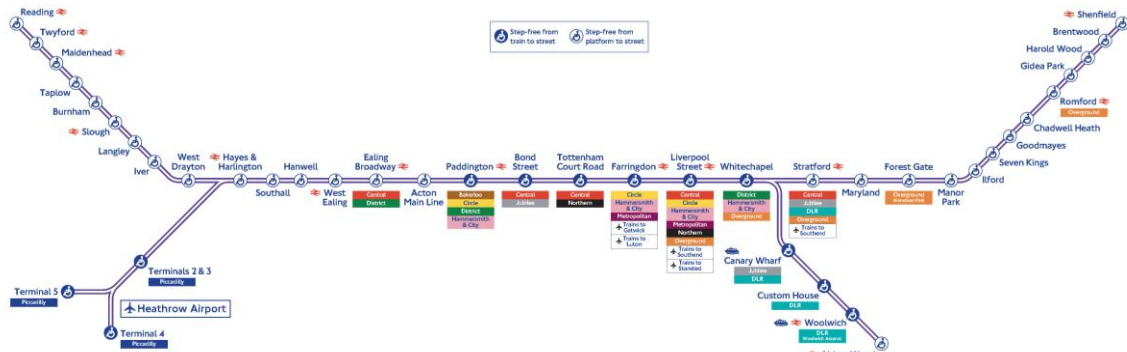 Reading
Twyford
Maidenhead
Taplow
Burnham
Slough
Langley
Iver
West
Drayton
Hayes &
Harlington
Southall
Hanwell
West
Ealing
Ealing
Broadway
Central
District
Acton
Main Line
Paddington
Bakerloo
Circle
District
Hammersmith
& City
Bond
Street
Central
Jubilee
Tottenham
Court Road
Central
Northern
Farringdon
Circle
Hammersmith
& City
Metropolitan
Trains to
Gatwick
Trains to
Luton
Liverpool
Street
Central
Circle
Hammersmith
& City
Metropolitan
Northern
Overground
Trains to
Southend
Trains to
Stansted
Whitechapel
District
Hammersmith
& City
Overground
Stratford
Central
Jubilee
DLR
Overground
Trains to
Southend
Maryland
Forest Gate
Overground
Manor
Park
Ilford
Seven Kings
Goodmayes
Chadwell Heath
Romford
Overground
Gidea Park
Harold Wood
Brentwood
Shenfield
Step-free from
train to street
Step-free from
platform to street
Terminals 2 & 3
Piccadilly
Terminal 5
Piccadilly
Heathrow Airport
Terminal 4
Piccadilly
Canary Wharf
Jubilee
DLR
Custom House
DLR
Woolwich
DLR
Woolwich Arsenal